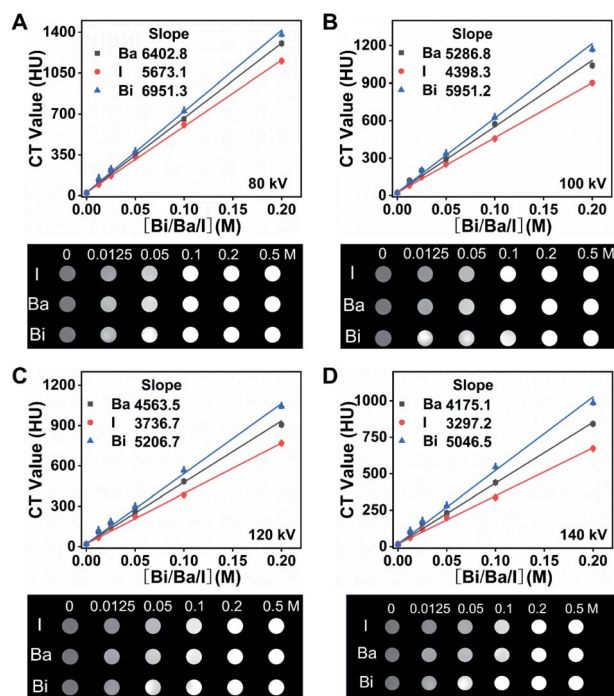 A
Slope
Ba 6402.8
I 5673.1
Bi 6951.3
CT Value (HU)
1400
1050
700
350
0
80 kV
0.00 0.05 0.10 0.15 0.20
[Bi/Ba/I] (M)
0 0.0125 0.05 0.1 0.2 0.5 M
I
Ba
Bi
B
Slope
Ba 5286.8
I 4398.3
Bi 5951.2
CT Value (HU)
1200
900
600
300
0
100 kV
0.00 0.05 0.10 0.15 0.20
[Bi/Ba/I] (M)
0 0.0125 0.05 0.1 0.2 0.5 M
I
Ba
Bi
C
Slope
Ba 4563.5
I 3736.7
Bi 5206.7
CT Value (HU)
1200
900
600
300
0
120 kV
0.00 0.05 0.10 0.15 0.20
[Bi/Ba/I] (M)
0 0.0125 0.05 0.1 0.2 0.5 M
I
Ba
Bi
D
Slope
Ba 4175.1
I 3297.2
Bi 5046.5
CT Value (HU)
1000
750
500
250
0
140 kV
0.00 0.05 0.10 0.15 0.20
[Bi/Ba/I] (M)
0 0.0125 0.05 0.1 0.2 0.5 M
I
Ba
Bi